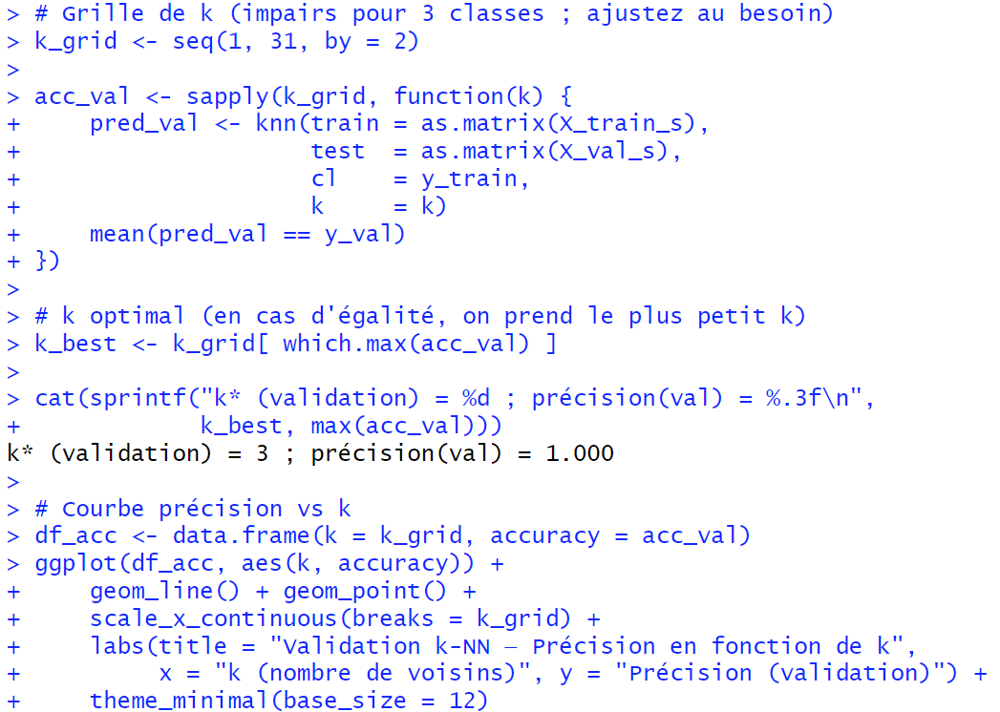 > # Grille de k (impairs pour 3 classes ; ajustez au besoin)
> k_grid <- seq(1, 31, by = 2)
>
> acc_val <- sapply(k_grid, function(k) {
+     pred_val <- knn(train = as.matrix(X_train_s),
+                     test  = as.matrix(X_val_s),
+                     cl    = y_train,
+                     k     = k)
+     mean(pred_val == y_val)
+ })
>
> # k optimal (en cas d'égalité, on prend le plus petit k)
> k_best <- k_grid[ which.max(acc_val) ]
>
> cat(sprintf("k* (validation) = %d ; précision(val) = %.3f\n",
+             k_best, max(acc_val)))
k* (validation) = 3 ; précision(val) = 1.000
>
> # Courbe précision vs k
> df_acc <- data.frame(k = k_grid, accuracy = acc_val)
> ggplot(df_acc, aes(k, accuracy)) +
+     geom_line() + geom_point() +
+     scale_x_continuous(breaks = k_grid) +
+     labs(title = "Validation k-NN – Précision en fonction de k",
+          x = "k (nombre de voisins)", y = "Précision (validation)") +
+     theme_minimal(base_size = 12)